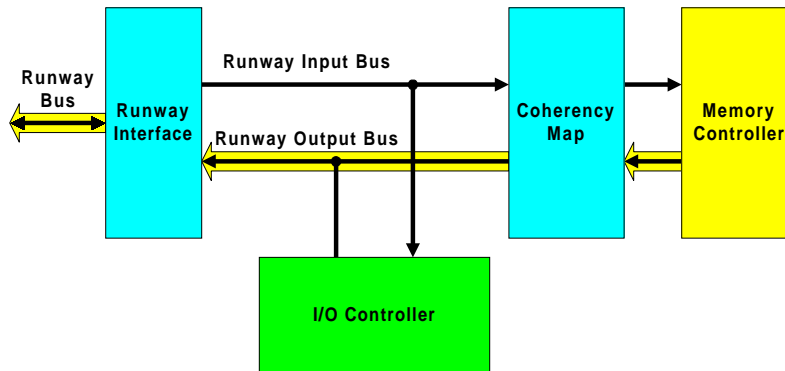 Runway
Bus
Runway
Interface
Runway Input Bus
Runway Output Bus
Coherency
Map
Memory
Controller
I/O Controller